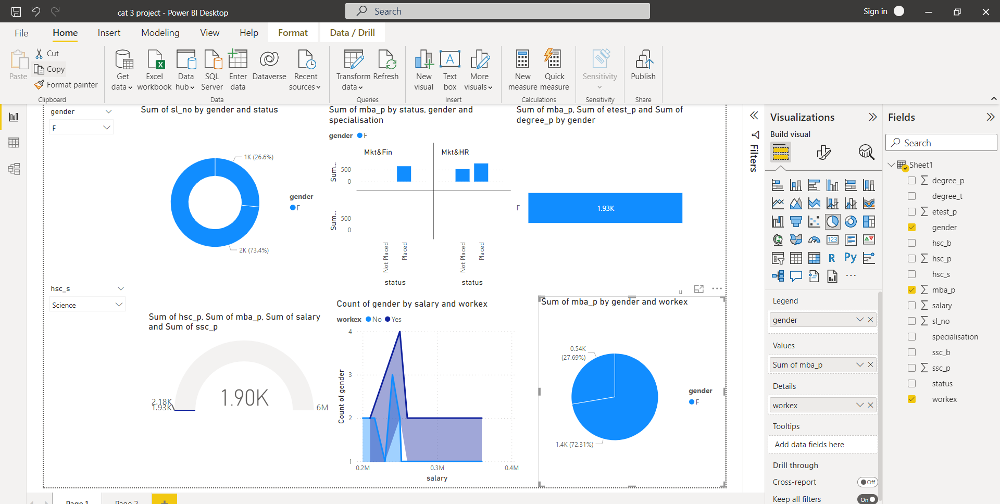 cat 3 project - Power BI Desktop
Search
Sign in
File
Home
Insert
Modeling
View
Help
Format
Data / Drill
Paste
Cut
Copy
Format painter
Clipboard
Get data
Excel workbook
Data hub
SQL Server
Enter data
Dataverse
Recent sources
Data
Transform data
Refresh
Queries
New visual
Text box
More visuals
Insert
New measure
Quick measure
Calculations
Sensitivity
Sensitivity
Publish
Share
gender
F
Sum of sl_no by gender and status
1K (26.6%)
2K (73.4%)
gender
F
Sum of mba_p by status, gender and
specialisation
gender F
Mkt&Fin
Mkt&HR
Sum...
500
0
Sum...
500
0
Not Placed
Placed
Not Placed
Placed
status
status
Sum of mba_p, Sum of etest_p and Sum of
degree_p by gender
F
1.93K
hsc_s
Science
Sum of hsc_p, Sum of mba_p, Sum of salary
and Sum of ssc_p
2.18K
1.93K
1.90K
6M
Count of gender by salary and workex
workex No Yes
Count of gender
4
3
2
1
0.2M
0.3M
0.4M
salary
Sum of mba_p by gender and workex
0.54K
(27.69%)
1.4K (72.31%)
gender
F
Filters
Visualizations
Build visual
123
R
Py
Legend
gender
Values
Sum of mba_p
Details
workex
Tooltips
Add data fields here
Drill through
Cross-report
Off
Keep all filters
On
Fields
Search
Sheet1
degree_p
degree_t
etest_p
gender
hsc_b
hsc_p
hsc_s
mba_p
salary
sl_no
specialisation
ssc_b
ssc_p
status
workex
Page 1
Page 2